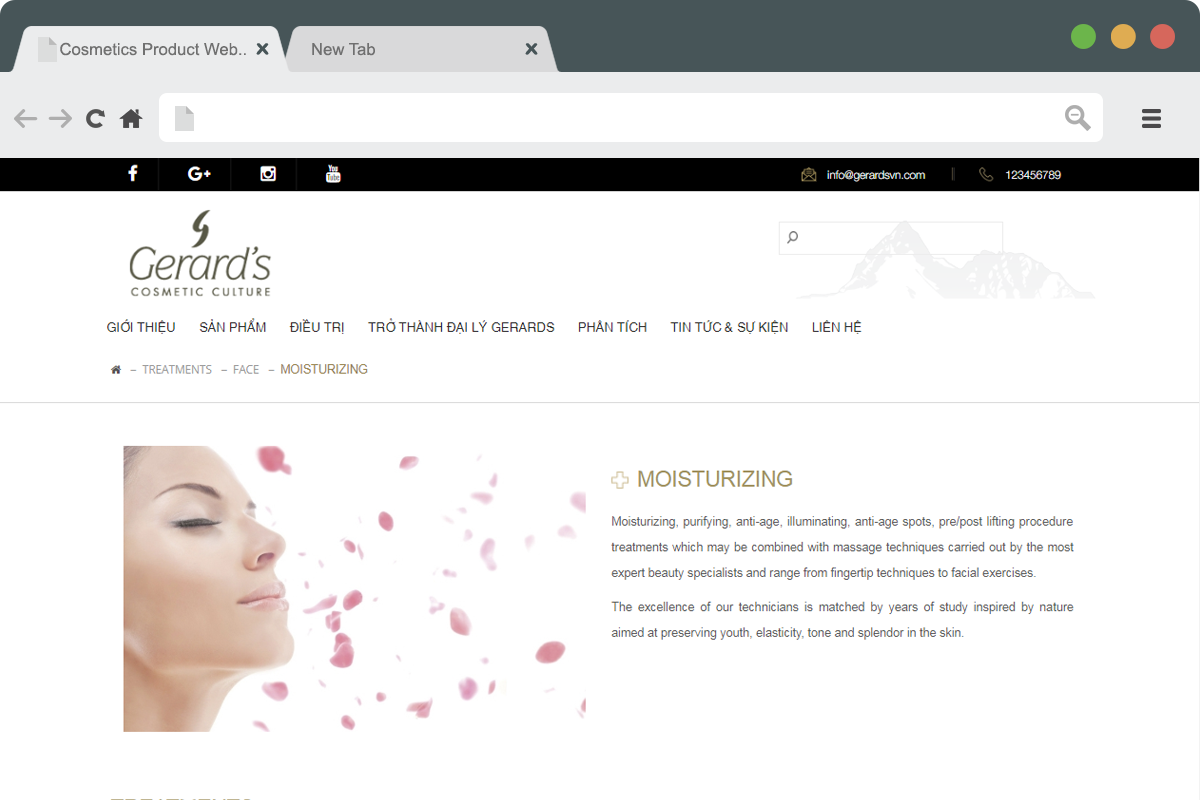 Cosmetics Product Web..
New Tab
info@gerardsvn.com
123456789
You
Tube
Gerard's
COSMETIC CULTURE
GIỚI THIỆU SẢN PHẨM ĐIỀU TRỊ TRỞ THÀNH ĐẠI LÝ GERARDS PHÂN TÍCH TIN TỨC & SỰ KIỆN LIÊN HỆ
– TREATMENTS – FACE – MOISTURIZING
MOISTURIZING
Moisturizing, purifying, anti-age, illuminating, anti-age spots, pre/post lifting procedure
treatments which may be combined with massage techniques carried out by the most
expert beauty specialists and range from fingertip techniques to facial exercises.
The excellence of our technicians is matched by years of study inspired by nature
aimed at preserving youth, elasticity, tone and splendor in the skin.